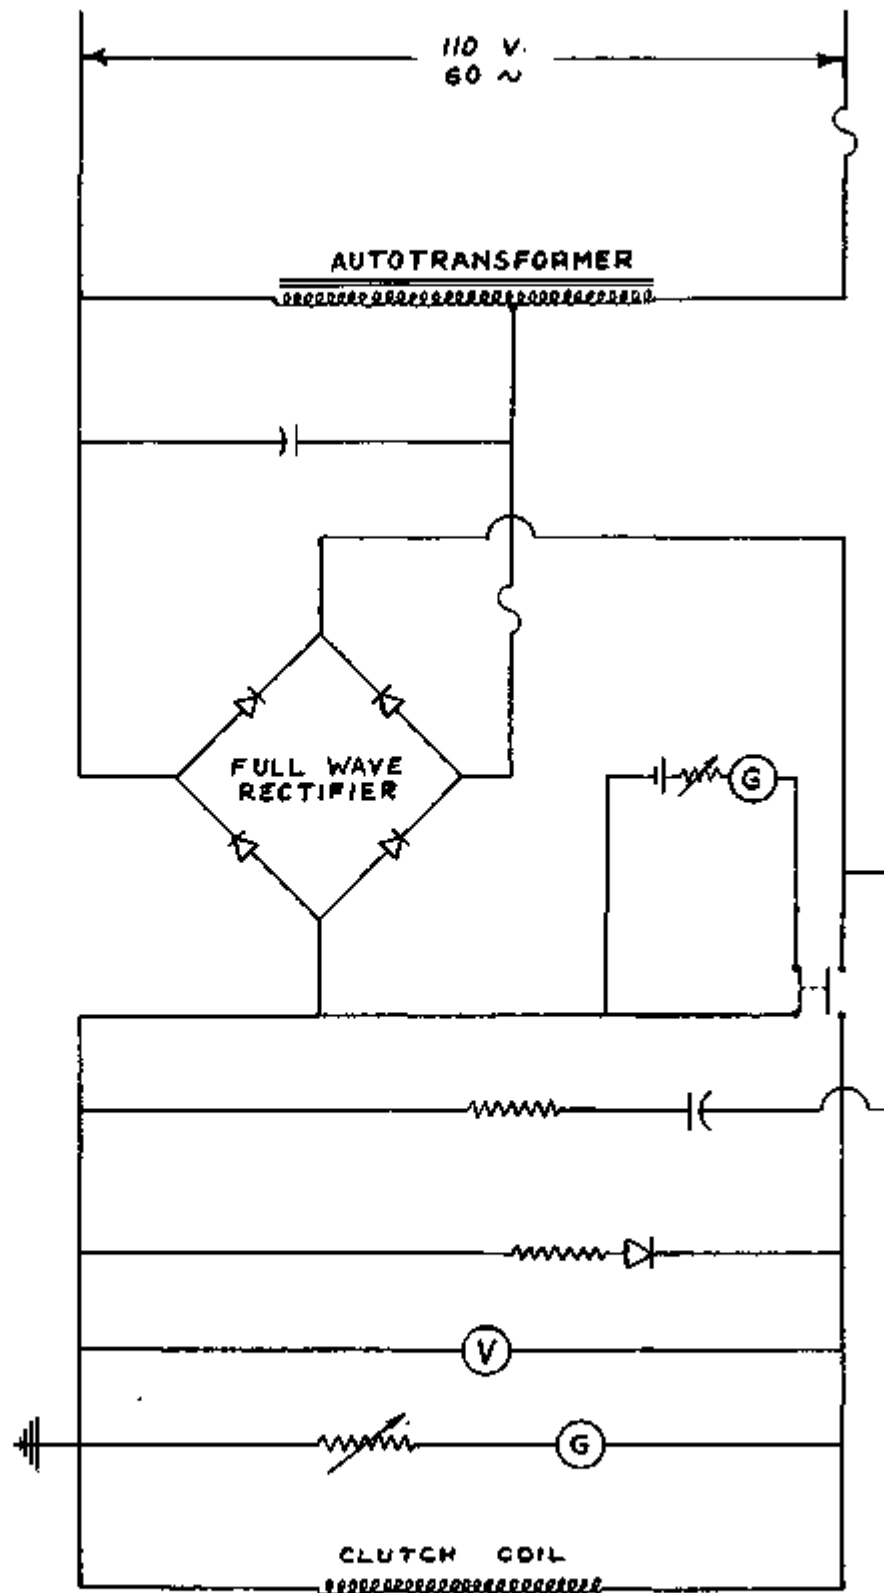 110 V.
60 ~
AUTOTRANSFORMER
FULL WAVE
RECTIFIER
G
V
G
CLUTCH COIL